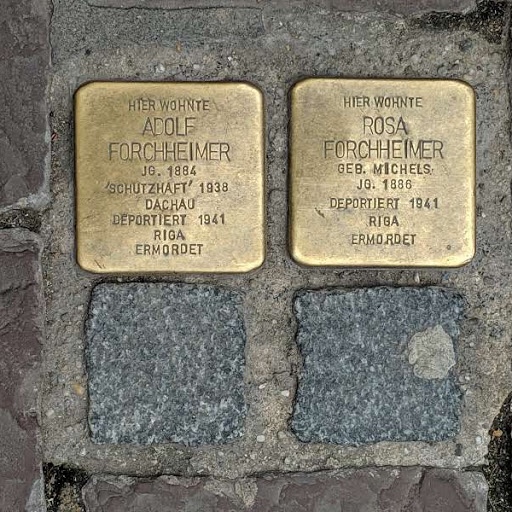 HIER WOHNTE
ADOLF
FORCHHEIMER
JG. 1884
'SCHUTZHAFT' 1938
DACHAU
DEPORTIERT 1941
RIGA
ERMORDET
HIER WOHNTE
ROSA
FORCHHEIMER
GEB. MICHELS
JG. 1886
DEPORTIERT 1941
RIGA
ERMORDET